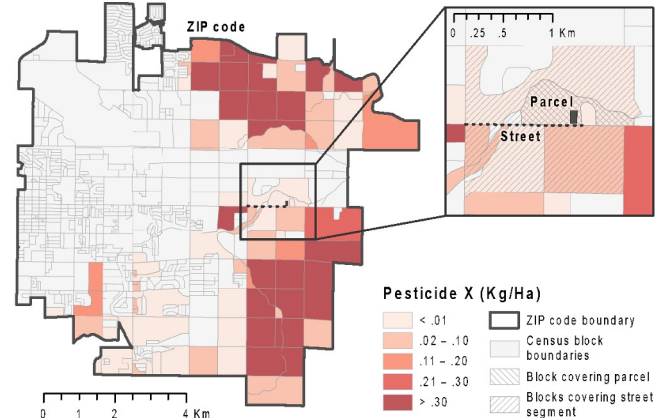 ZIP code
0 .25 .5 1 Km
Parcel
Street
Pesticide X (Kg/Ha)
< .01
.02 – .10
.11 – .20
.21 – .30
> .30
ZIP code boundary
Census block
boundaries
Block covering parcel
Blocks covering street
segment
0 1 2 4 Km